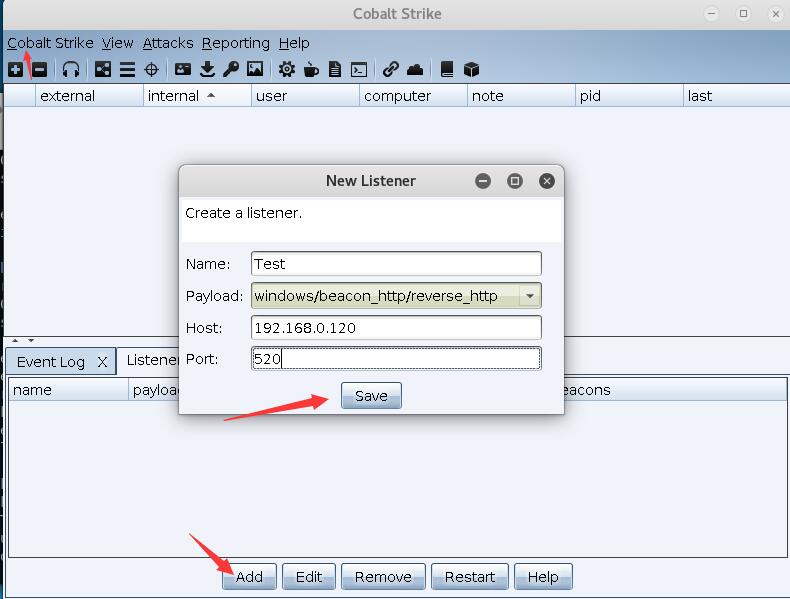 Cobalt Strike
Cobalt Strike View Attacks Reporting Help
external internal user computer note pid last
New Listener
Create a listener.
Name: Test
Payload: windows/beacon_http/reverse_http
Host: 192.168.0.120
Port: 520
Save
Event Log X Listener
name payloa eacons
Add Edit Remove Restart Help